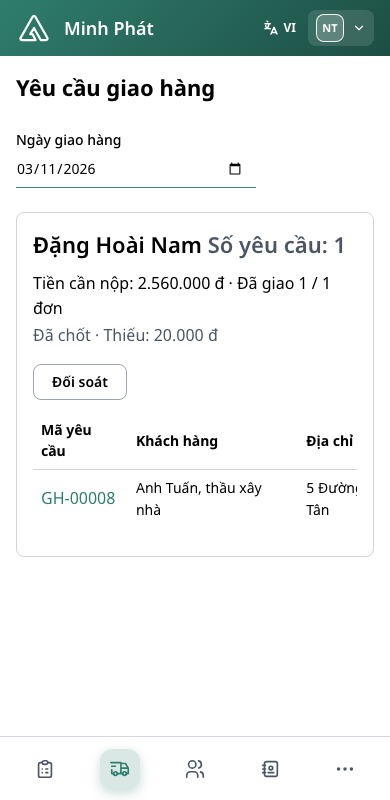 Minh Phát
VI
NT
Yêu cầu giao hàng
Ngày giao hàng
03/11/2026
Đặng Hoài Nam Số yêu cầu: 1
Tiền cần nộp: 2.560.000 đ · Đã giao 1 / 1
đơn
Đã chốt · Thiếu: 20.000 đ
Đối soát
Mã yêu
cầu
Khách hàng
Địa chỉ
GH-00008
Anh Tuấn, thầu xây
nhà
5 Đường
Tân